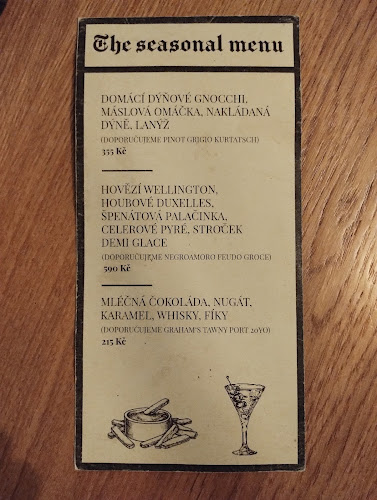 The seasonal menu
DOMÁCÍ DÝŇOVÉ GNOCCHI,
MÁSLOVÁ OMÁČKA, NAKLÁDANÁ
DÝNĚ, LANÝŽ
(DOPORUČUJEME PINOT GRIGIO KURTATSCH)
355 Kč
HOVĚZÍ WELLINGTON,
HOUBOVÉ DUXELLES,
ŠPENÁTOVÁ PALAČINKA,
CELEROVÉ PYRÉ, STROČEK
DEMI GLACE
(DOPORUČUJEME NEGROAMORO FEUDO CROCE)
590 Kč
MLÉČNÁ ČOKOLÁDA, NUGÁT,
KARAMEL, WHISKY, FÍKY
(DOPORUČUJEME GRAHAM'S TAWNY PORT 20YO)
215 Kč